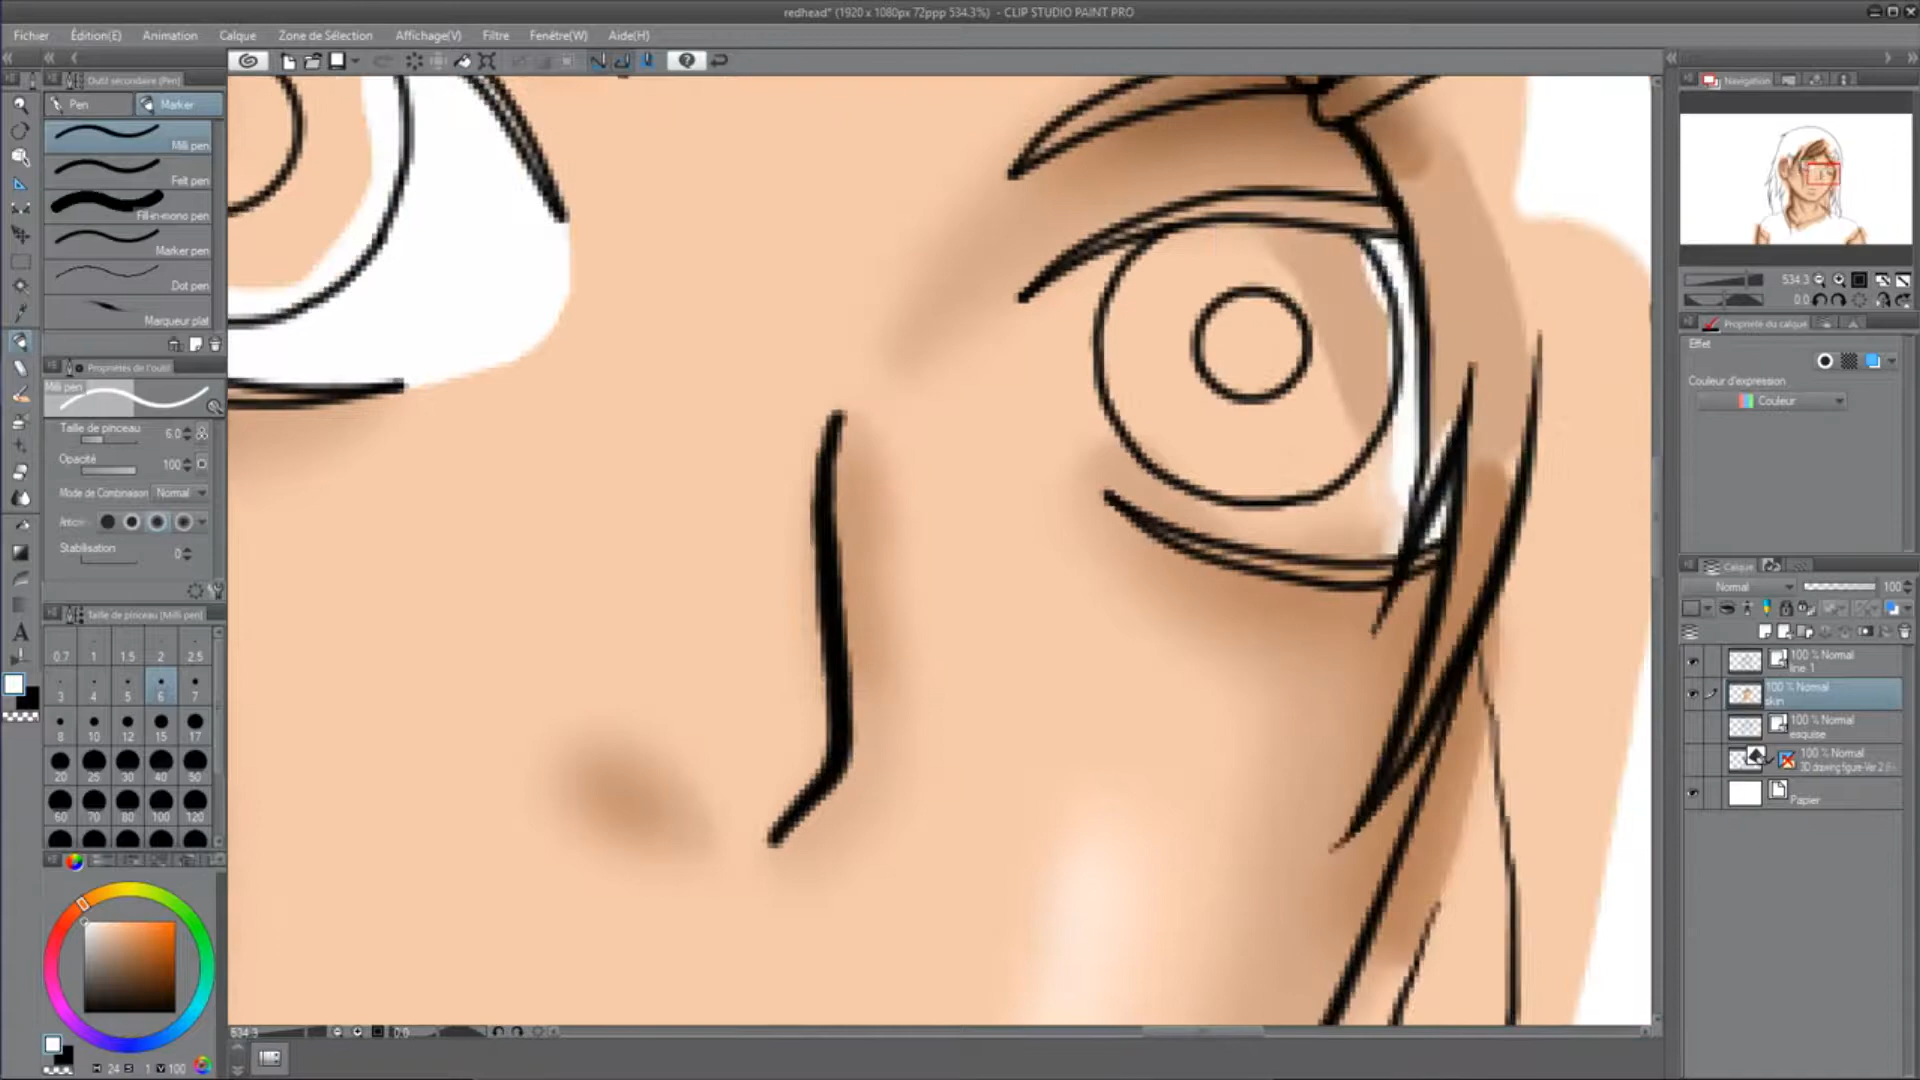 redhead* (1920 x 1080px 72ppp 534.3%) - CLIP STUDIO PAINT PRO
Fichier Édition(E) Animation Calque Zone de Sélection Affichage(V) Filtre Fenêtre(W) Aide(H)
Outil secondaire (Pen)
Pen Marker
Milli pen
Felt pen
Fill-in-mono pen
Marker pen
Dot pen
Marqueur plat
Propriétés de l'outil
Milli pen
Taille de pinceau 6.0
Opacité 100
Mode de Combinaison Normal
Stabilisation 0
Taille de pinceau (Milli pen)
0.7 1 1.5 2 2.5
3 4 5 6 7
8 10 12 15 17
20 25 30 40 50
60 70 80 100 120
H 24 S 1 V 100
534.3 0.0
Navigation
534.3
0.0
Propriété du calque
Effet
Couleur d'expression
Couleur
Calque
Normal 100
100 % Normal
line 1
100 % Normal
skin
100 % Normal
esquise
100 % Normal
3D drawing figure-Ver.2
Papier